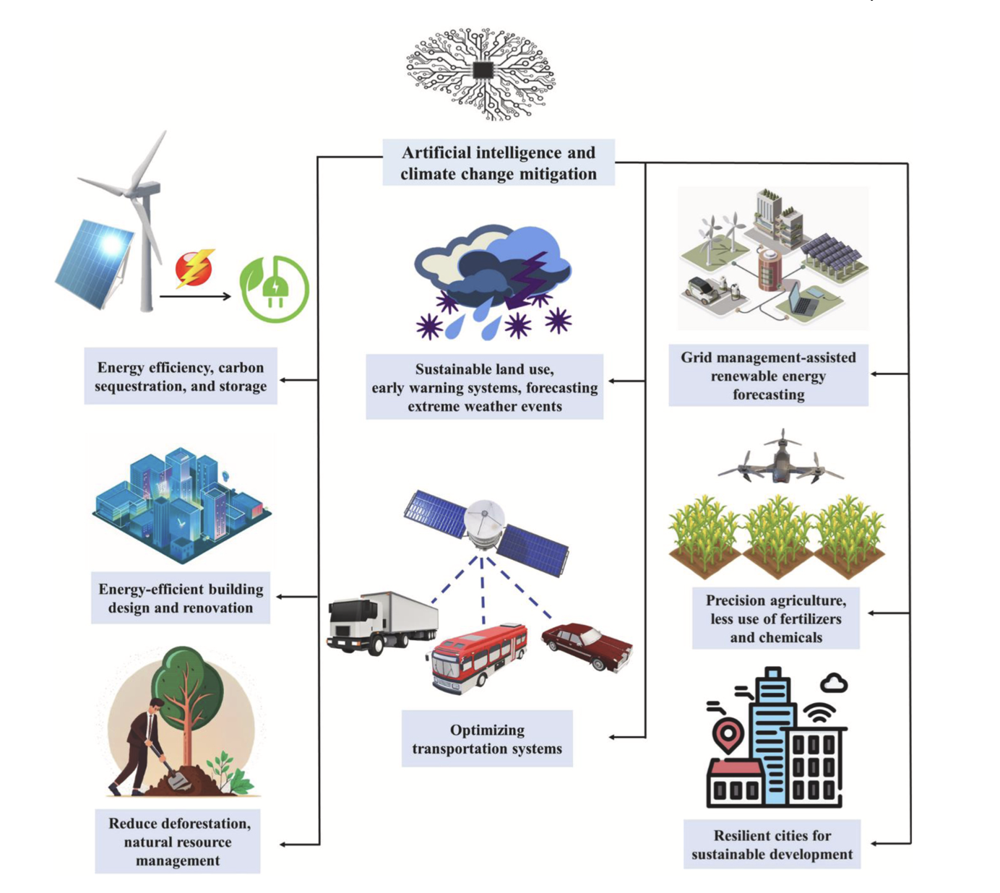 Artificial intelligence and
climate change mitigation
Energy efficiency, carbon
sequestration, and storage
Sustainable land use,
early warning systems, forecasting
extreme weather events
Grid management-assisted
renewable energy
forecasting
Energy-efficient building
design and renovation
Precision agriculture,
less use of fertilizers
and chemicals
Optimizing
transportation systems
Reduce deforestation,
natural resource
management
Resilient cities for
sustainable development